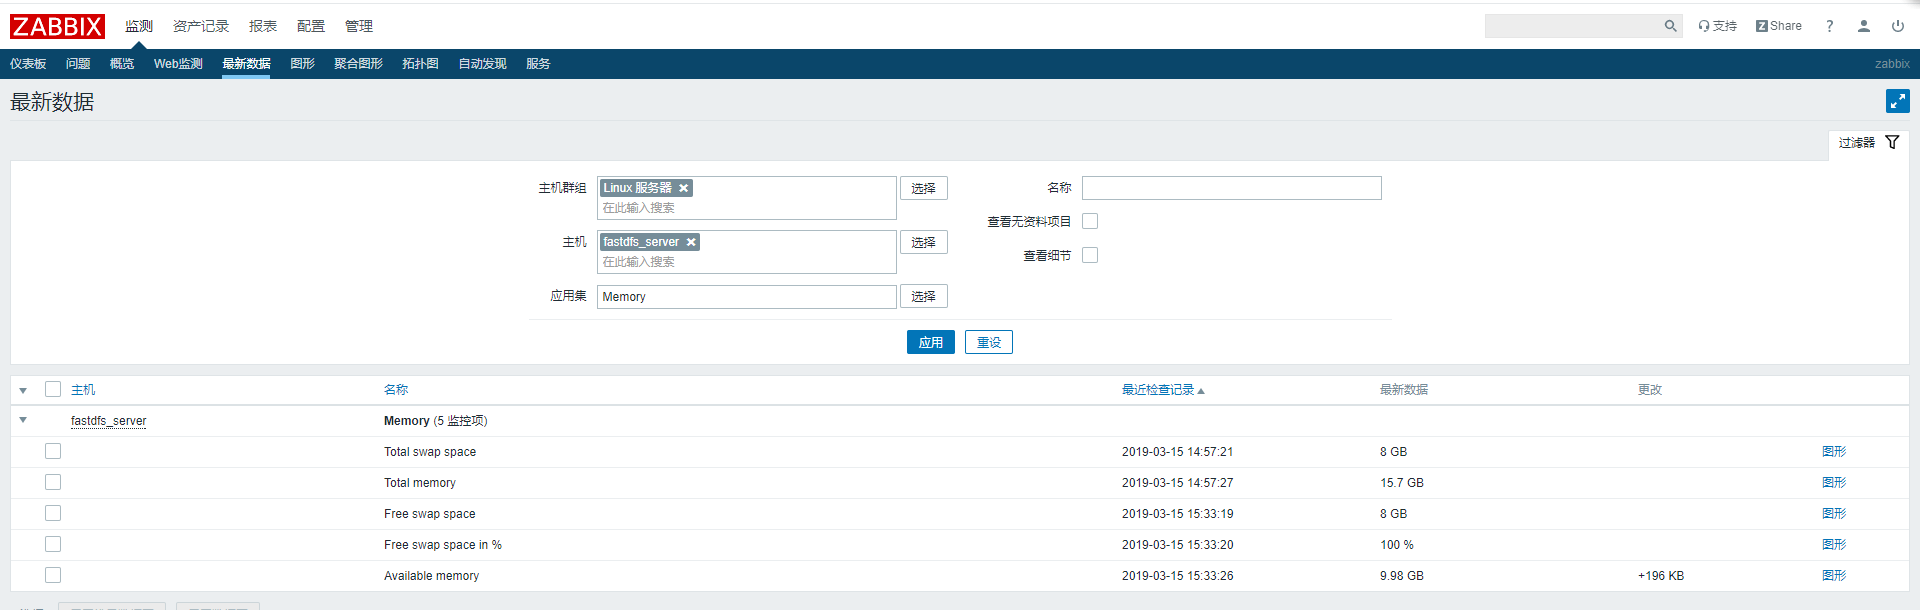 ZABBIX 监测 资产记录 报表 配置 管理 支持 Z Share ?
仪表板 问题 概览 Web监测 最新数据 图形 聚合图形 拓扑图 自动发现 服务 zabbix
最新数据
过滤器
主机群组 Linux 服务器 选择 名称
在此输入搜索
查看无资料项目
主机 fastdfs_server 选择
在此输入搜索
查看细节
应用集 Memory 选择
应用 重设
主机 名称 最近检查记录 最新数据 更改
fastdfs_server Memory (5 监控项)
Total swap space 2019-03-15 14:57:21 8 GB 图形
Total memory 2019-03-15 14:57:27 15.7 GB 图形
Free swap space 2019-03-15 15:33:19 8 GB 图形
Free swap space in % 2019-03-15 15:33:20 100 % 图形
Available memory 2019-03-15 15:33:26 9.98 GB +196 KB 图形